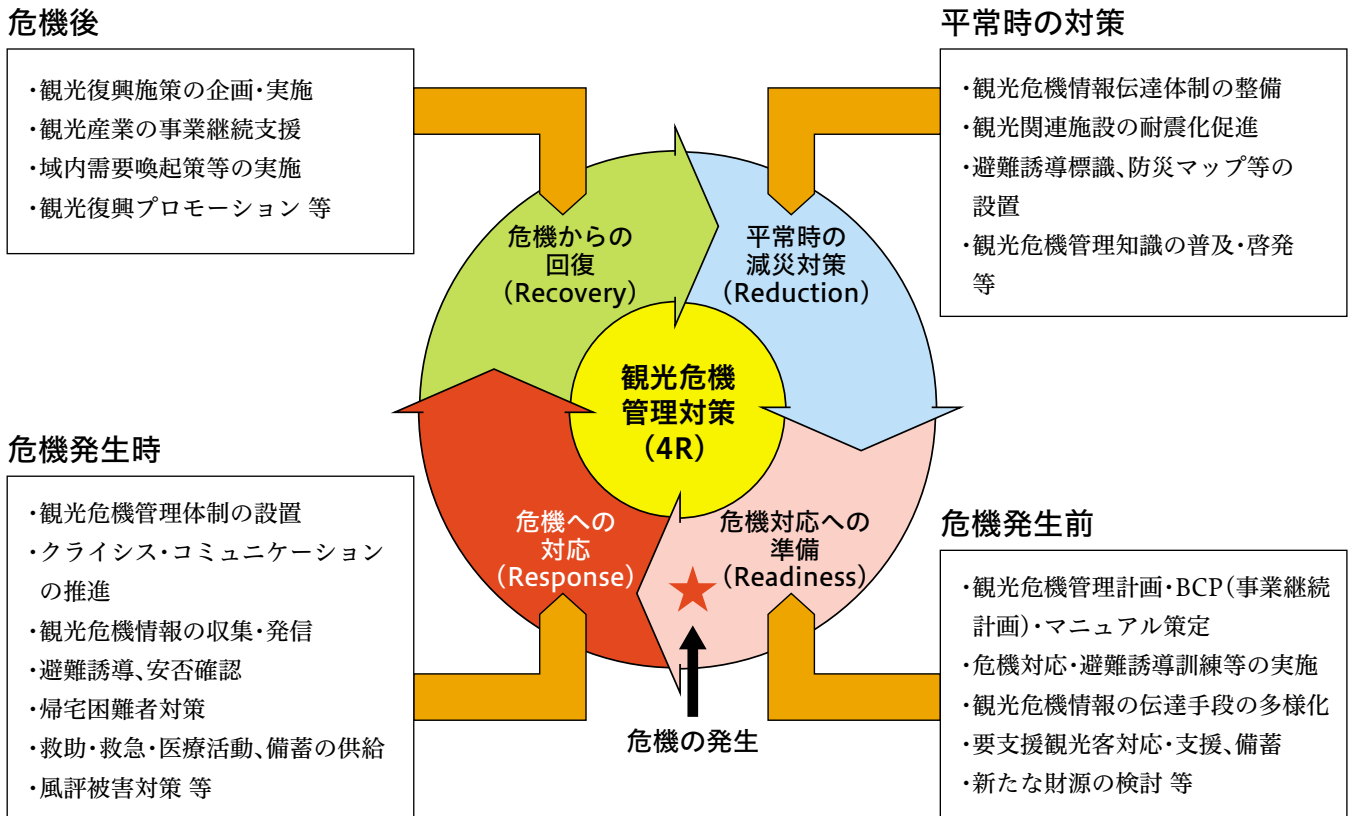 危機後
・観光復興施策の企画・実施
・観光産業の事業継続支援
・域内需要喚起策等の実施
・観光復興プロモーション 等
平常時の対策
・観光危機情報伝達体制の整備
・観光関連施設の耐震化促進
・避難誘導標識、防災マップ等の
設置
・観光危機管理知識の普及・啓発
等
危機からの
回復
（Recovery）
平常時の
減災対策
（Reduction）
観光危機
管理対策
（4R）
危機への
対応
（Response）
危機対応への
準備
（Readiness）
危機の発生
危機発生時
・観光危機管理体制の設置
・クライシス・コミュニケーション
の推進
・観光危機情報の収集・発信
・避難誘導、安否確認
・帰宅困難者対策
・救助・救急・医療活動、備蓄の供給
・風評被害対策 等
危機発生前
・観光危機管理計画・BCP（事業継続
計画）・マニュアル策定
・危機対応・避難誘導訓練等の実施
・観光危機情報の伝達手段の多様化
・要支援観光客対応・支援、備蓄
・新たな財源の検討 等